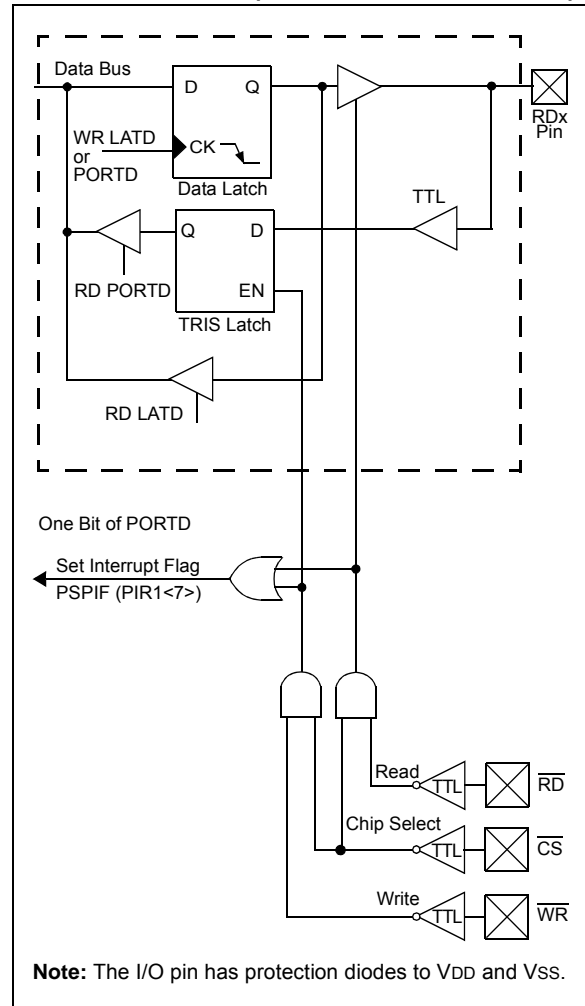 Data Bus
D Q
RDx
Pin
WR LATD
or
PORTD
CK
Data Latch
TTL
Q D
RD PORTD
EN
TRIS Latch
RD LATD
One Bit of PORTD
Set Interrupt Flag
PSPIF (PIR1<7>)
Read
TTL
RD
Chip Select
TTL
CS
Write
TTL
WR
Note: The I/O pin has protection diodes to VDD and VSS.